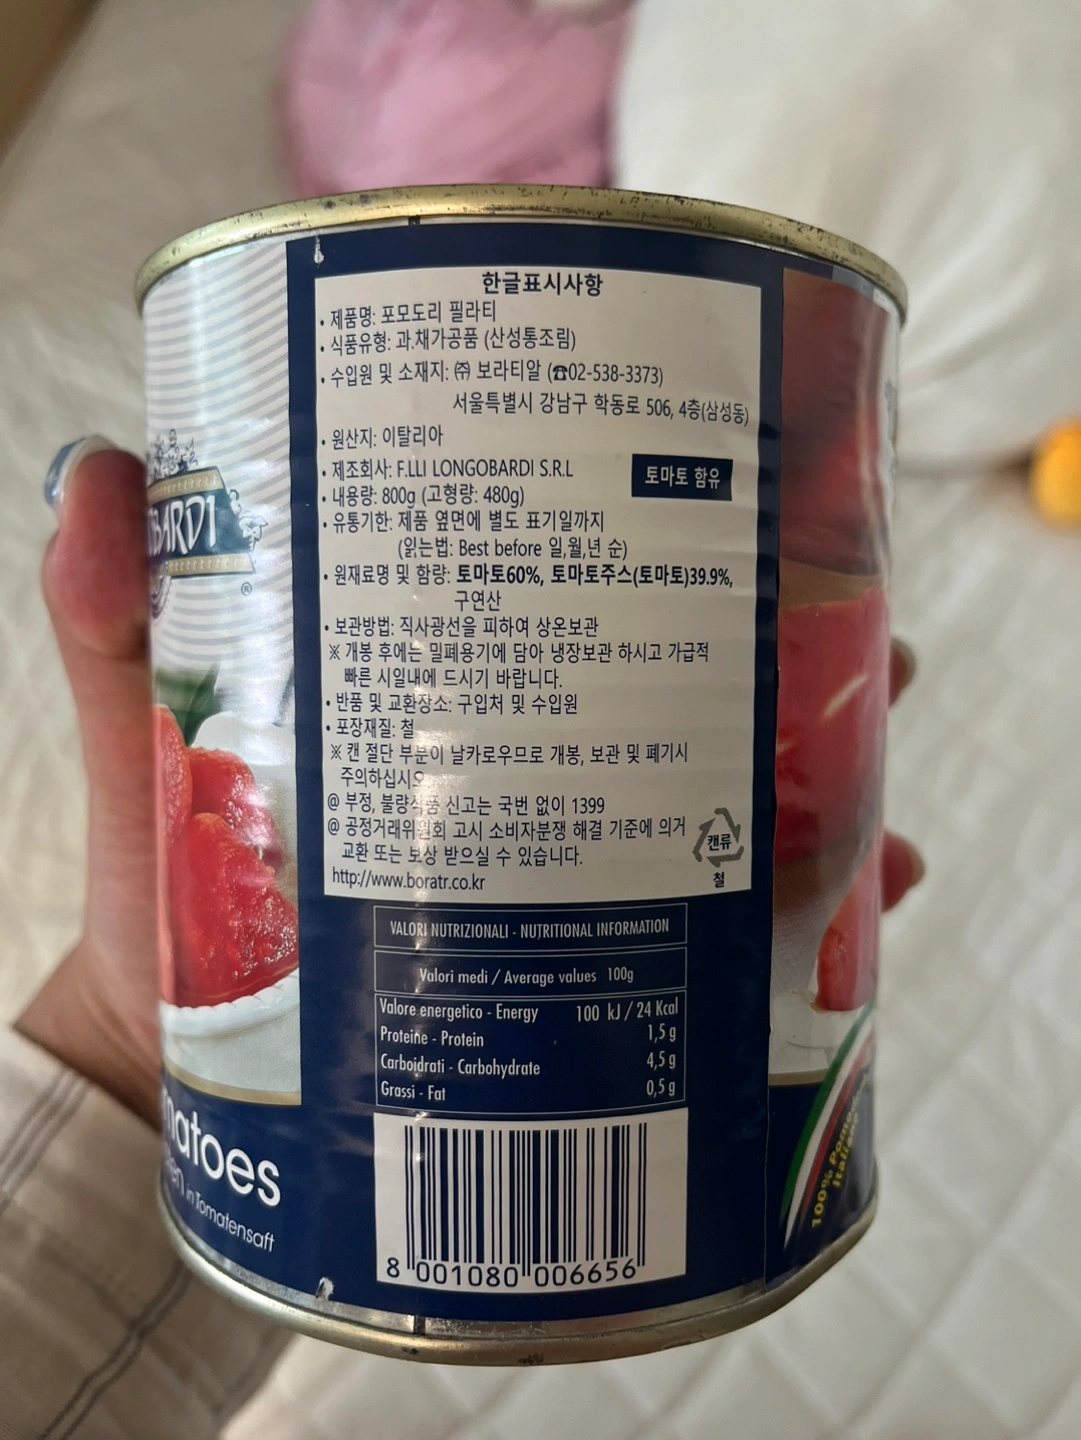 한글표시사항
• 제품명: 포모도리 필라티
• 식품유형: 과.채가공품 (산성통조림)
• 수입원 및 소재지: ㈜ 보라티알 (☎02-538-3373)
서울특별시 강남구 학동로 506, 4층(삼성동)
• 원산지: 이탈리아
• 제조회사: F.LLI LONGOBARDI S.R.L
토마토 함유
• 내용량: 800g (고형량: 480g)
• 유통기한: 제품 옆면에 별도 표기일까지
(읽는법: Best before 일,월,년 순)
• 원재료명 및 함량: 토마토60%, 토마토주스(토마토)39.9%,
구연산
• 보관방법: 직사광선을 피하여 상온보관
※ 개봉 후에는 밀폐용기에 담아 냉장보관 하시고 가급적
빠른 시일내에 드시기 바랍니다.
• 반품 및 교환장소: 구입처 및 수입원
• 포장재질: 철
※ 캔 절단 부분이 날카로우므로 개봉, 보관 및 폐기시
주의하십시오
@ 부정, 불량식품 신고는 국번 없이 1399
@ 공정거래위원회 고시 소비자분쟁 해결 기준에 의거
교환 또는 보상 받으실 수 있습니다.
http://www.boratr.co.kr
캔류
철
VALORI NUTRIZIONALI - NUTRITIONAL INFORMATION
Valori medi / Average values 100g
Valore energetico - Energy 100 kJ / 24 Kcal
Proteine - Protein 1,5 g
Carboidrati - Carbohydrate 4,5 g
Grassi - Fat 0,5 g
8 001080 006656
BARDI
®
matoes
in Tomatensaft
100% Pomodoro
Italiano